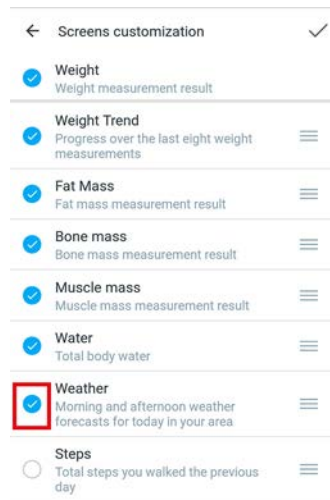 Screens customization
Weight
Weight measurement result
Weight Trend
Progress over the last eight weight
measurements
Fat Mass
Fat mass measurement result
Bone mass
Bone mass measurement result
Muscle mass
Muscle mass measurement result
Water
Total body water
Weather
Morning and afternoon weather
forecasts for today in your area
Steps
Total steps you walked the previous
day